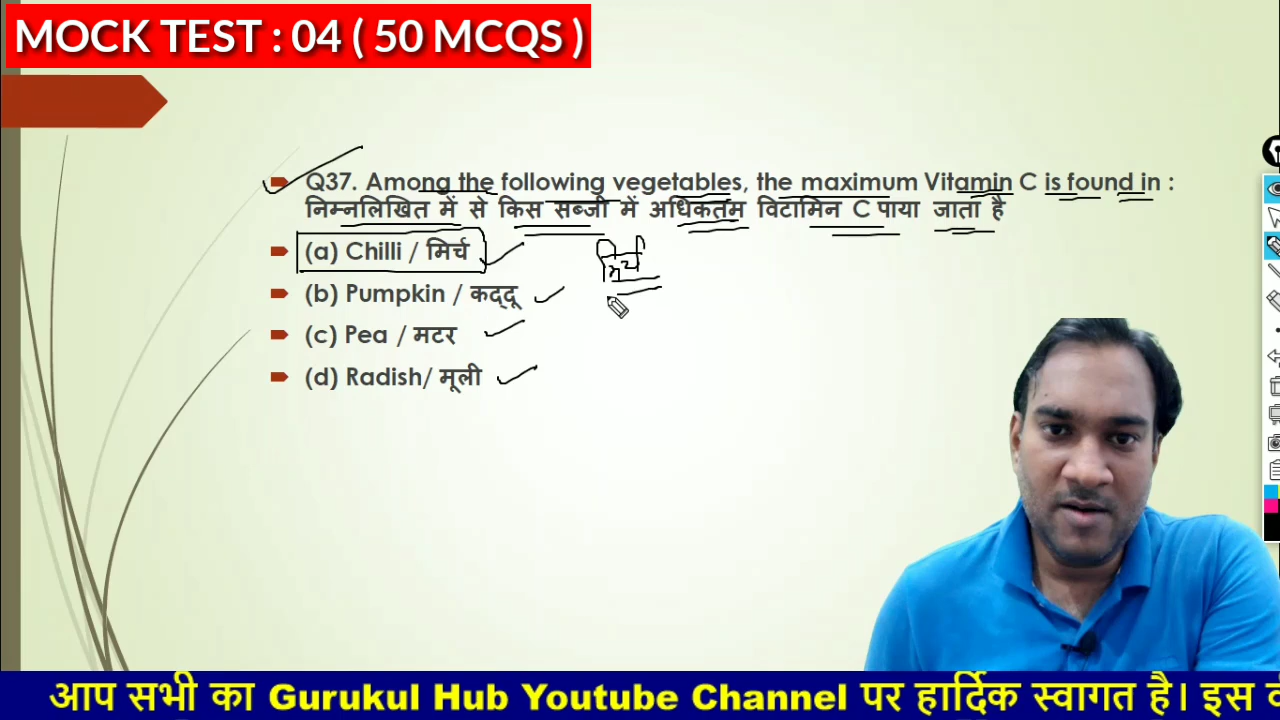 MOCK TEST : 04 ( 50 MCQS )
Q37. Among the following vegetables, the maximum Vitamin C is found in :
निम्नलिखित में से किस सब्जी में अधिकतम विटामिन C पाया जाता है
(a) Chilli / मिर्च
(b) Pumpkin / कद्दू
(c) Pea / मटर
(d) Radish/ मूली
मिर्च
आप सभी का Gurukul Hub Youtube Channel पर हार्दिक स्वागत है। इस